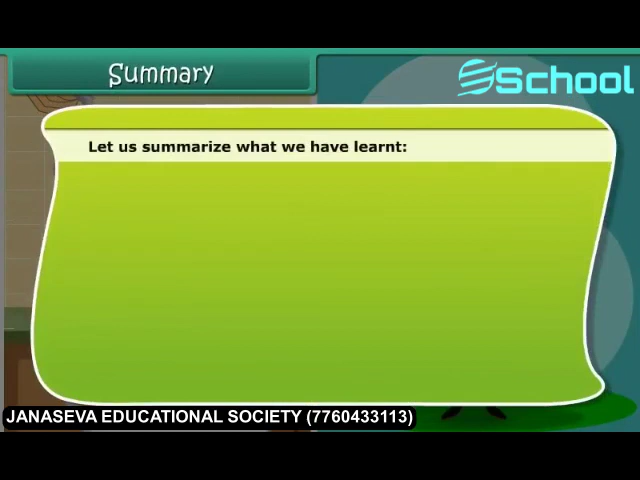 Summary
School
Let us summarize what we have learnt:
JANASEVA EDUCATIONAL SOCIETY (7760433113)